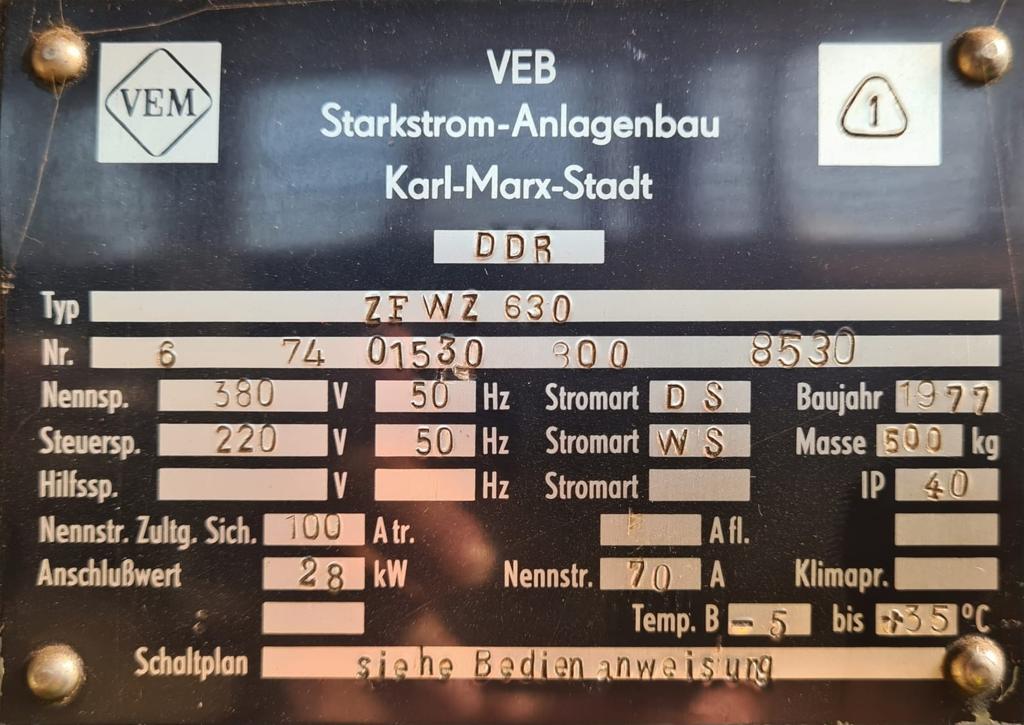 VEM
VEB
1
Starkstrom-Anlagenbau
Karl-Marx-Stadt
DDR
Typ ZFWZ 630
Nr. 6 74 01530 300 8530
Nennsp. 380 V 50 Hz Stromart DS Baujahr 1977
Steuersp. 220 V 50 Hz Stromart WS Masse 500 kg
Hilfssp. V Hz Stromart IP 40
Nennstr. Zultg. Sich. 100 A tr. A fl.
Anschlußwert 28 kW Nennstr. 70 A Klimapr.
Temp. B - 5 bis +35 °C
Schaltplan siehe Bedienanweisung